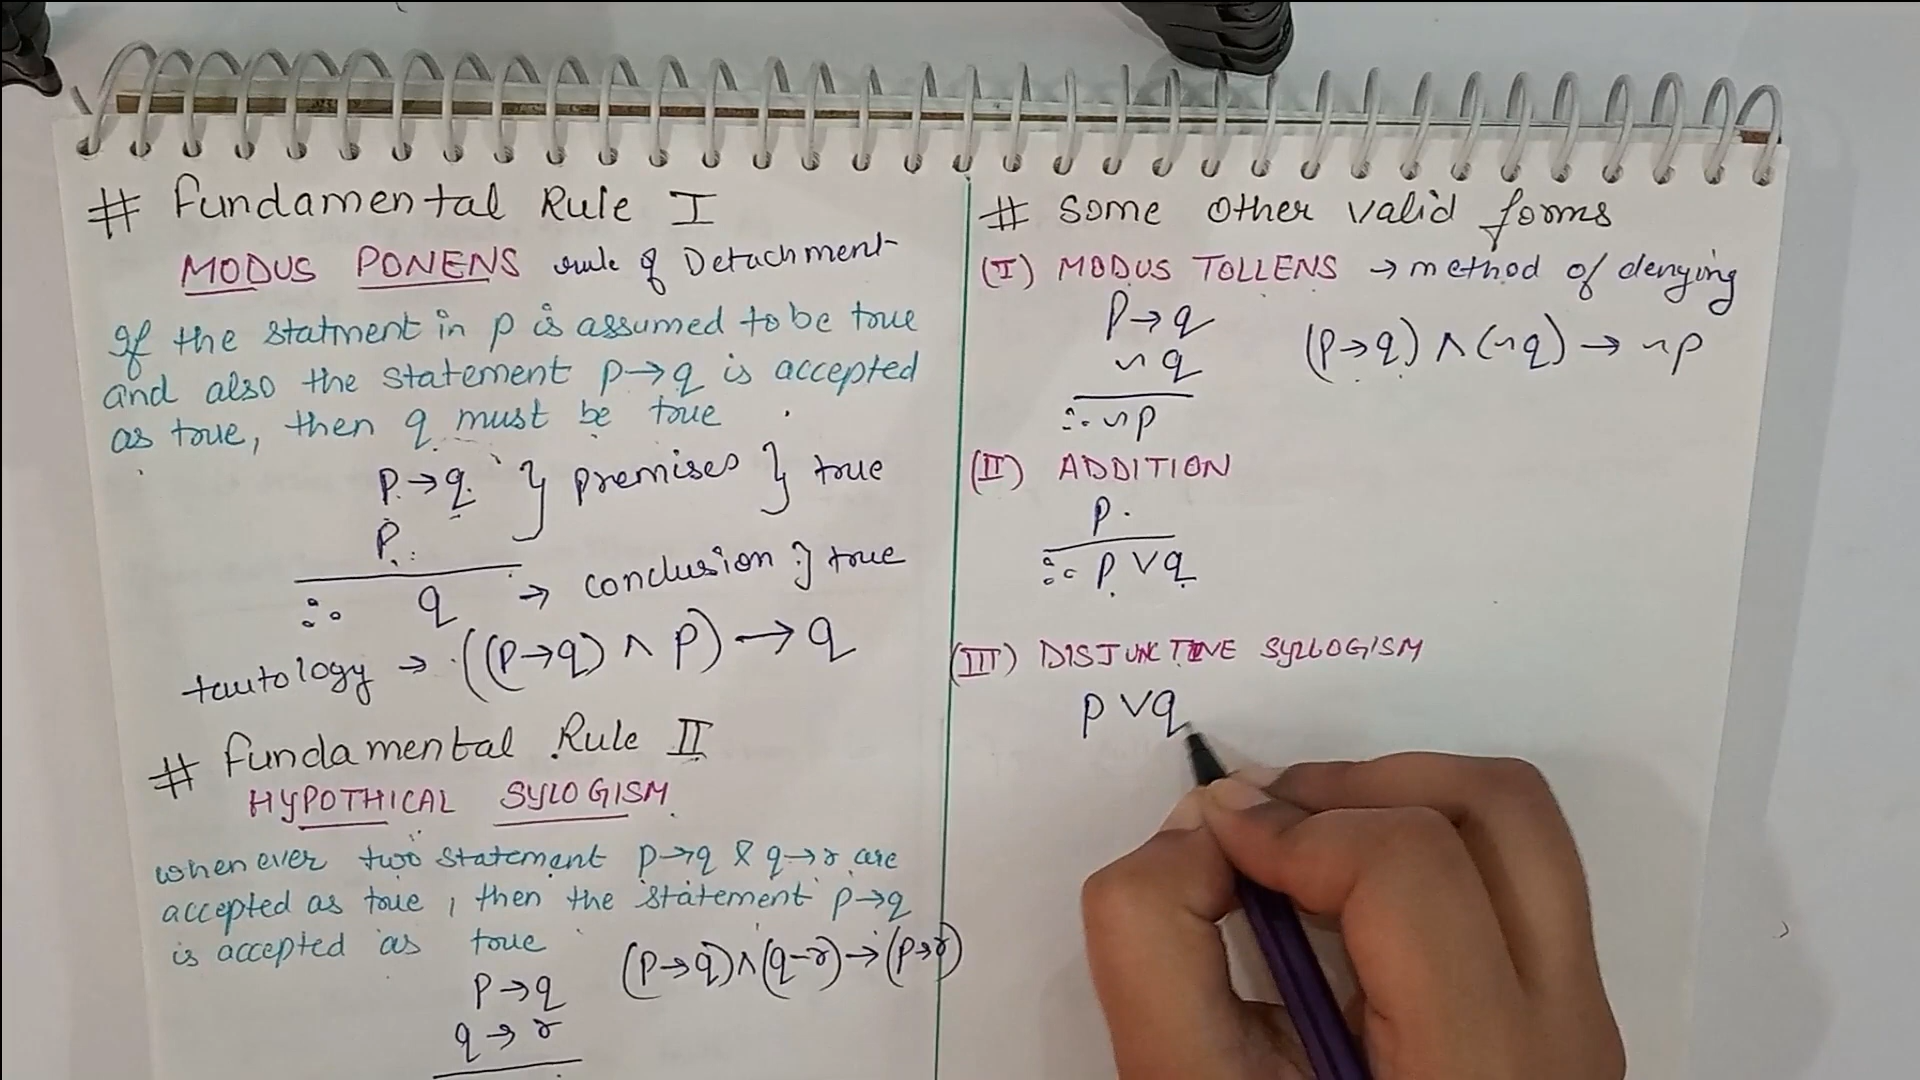 # Fundamental Rule I
MODUS PONENS rule of Detachment
If the statment in p is assumed to be true
and also the statement p→q is accepted
as true, then q must be true
p→q } premises } true
p
∴ q → conclusion } true
tautology → ((p→q) ∧ p) → q
# Fundamental Rule II
HYPOTHICAL SYLOGISM
whenever two statement p→q & q→r are
accepted as true, then the statement p→q
is accepted as true
(p→q)∧(q→r)→(p→r)
p→q
q→r
# Some Other valid forms
(I) MODUS TOLLENS → method of denying
p→q
~q
∴ ~p
(p→q) ∧ (~q) → ~p
(II) ADDITION
p
∴ p ∨ q
(III) DISJUNCTIVE SYLLOGISM
p ∨ q